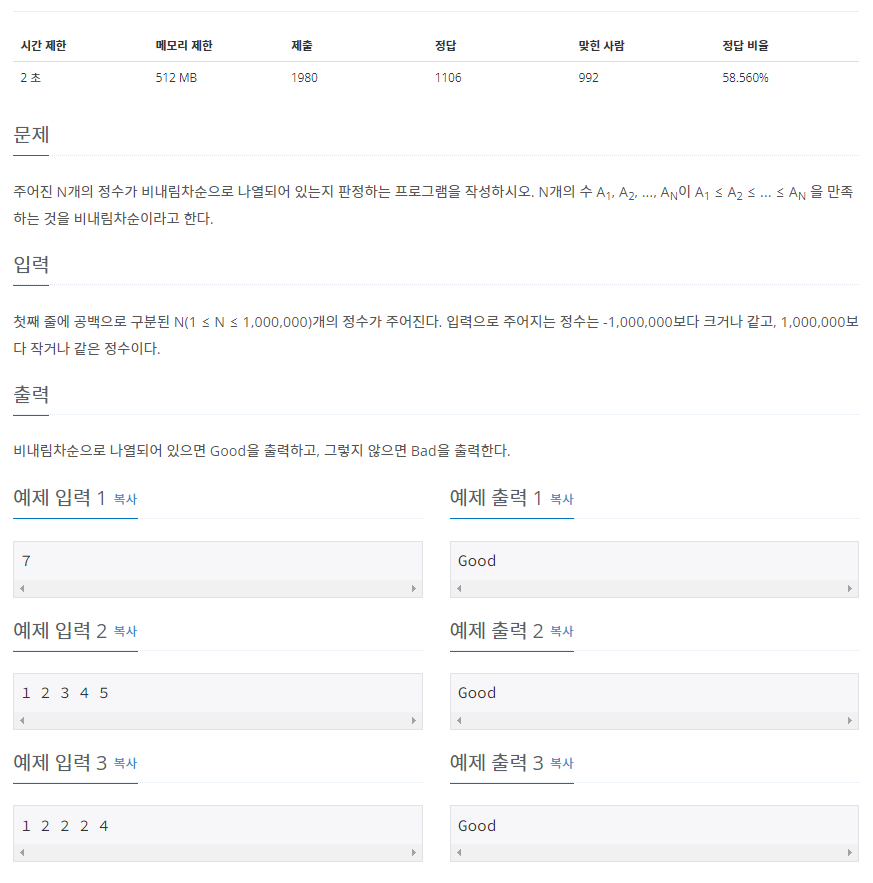 시간 제한 메모리 제한 제출 정답 맞힌 사람 정답 비율
2 초 512 MB 1980 1106 992 58.560%
문제
주어진 N개의 정수가 비내림차순으로 나열되어 있는지 판정하는 프로그램을 작성하시오. N개의 수 A1, A2, ..., AN이 A1 ≤ A2 ≤ ... ≤ AN 을 만족
하는 것을 비내림차순이라고 한다.
입력
첫째 줄에 공백으로 구분된 N(1 ≤ N ≤ 1,000,000)개의 정수가 주어진다. 입력으로 주어지는 정수는 -1,000,000보다 크거나 같고, 1,000,000보
다 작거나 같은 정수이다.
출력
비내림차순으로 나열되어 있으면 Good을 출력하고, 그렇지 않으면 Bad을 출력한다.
예제 입력 1 복사 예제 출력 1 복사
7 Good
예제 입력 2 복사 예제 출력 2 복사
1 2 3 4 5 Good
예제 입력 3 복사 예제 출력 3 복사
1 2 2 2 4 Good